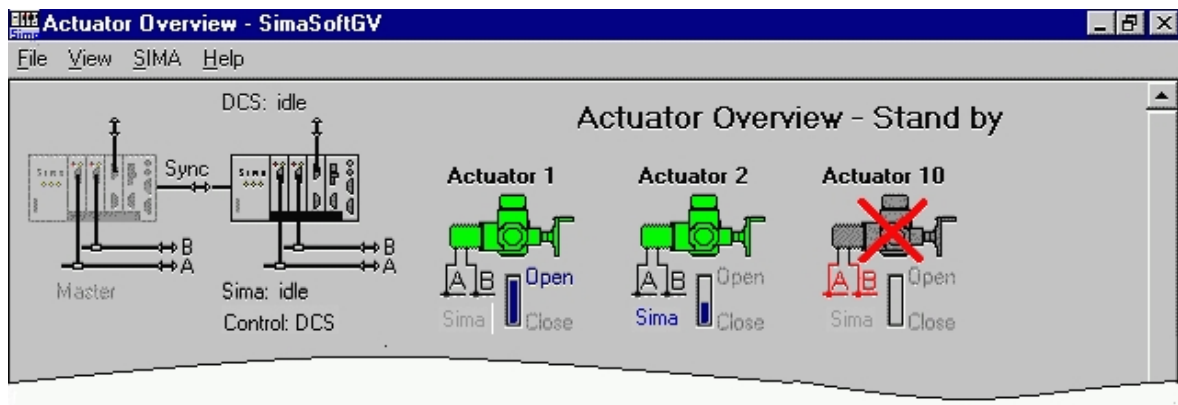 Actuator Overview - SimaSoftGV
File View SIMA Help
DCS: idle
Actuator Overview - Stand by
Sync
Actuator 1 Actuator 2 Actuator 10
B B
A A
A B Open A B Open A B Open
Master Sima: idle
Sima Close Sima Close Sima Close
Control: DCS